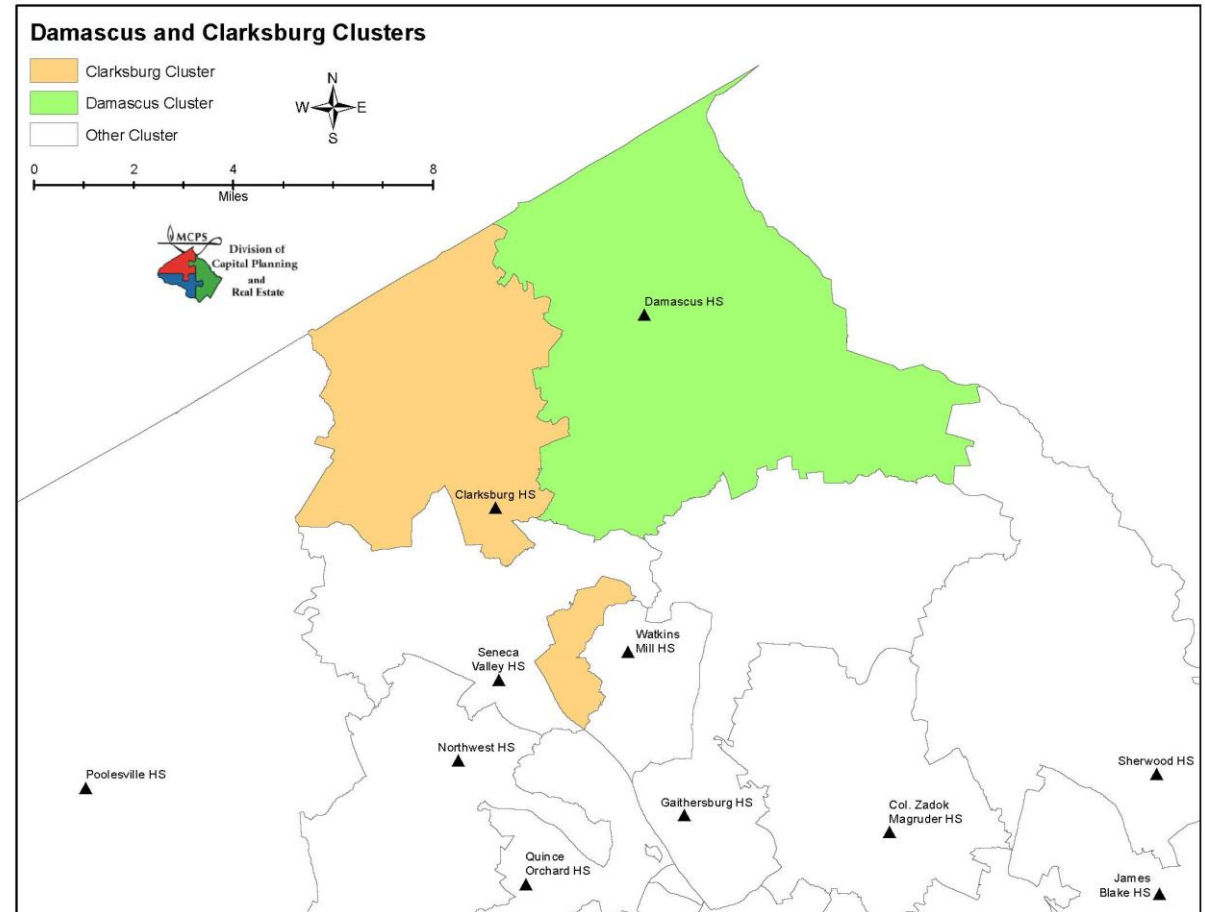 Damascus and Clarksburg Clusters
Clarksburg Cluster
Damascus Cluster
Other Cluster
N
W E
S
0 2 4 8
Miles
MCPS
Division of
Capital Planning
and
Real Estate
Damascus HS
Clarksburg HS
Watkins
Mill HS
Seneca
Valley HS
Northwest HS
Poolesville HS
Sherwood HS
Gaithersburg HS
Col. Zadok
Magruder HS
Quince
Orchard HS
James
Blake HS